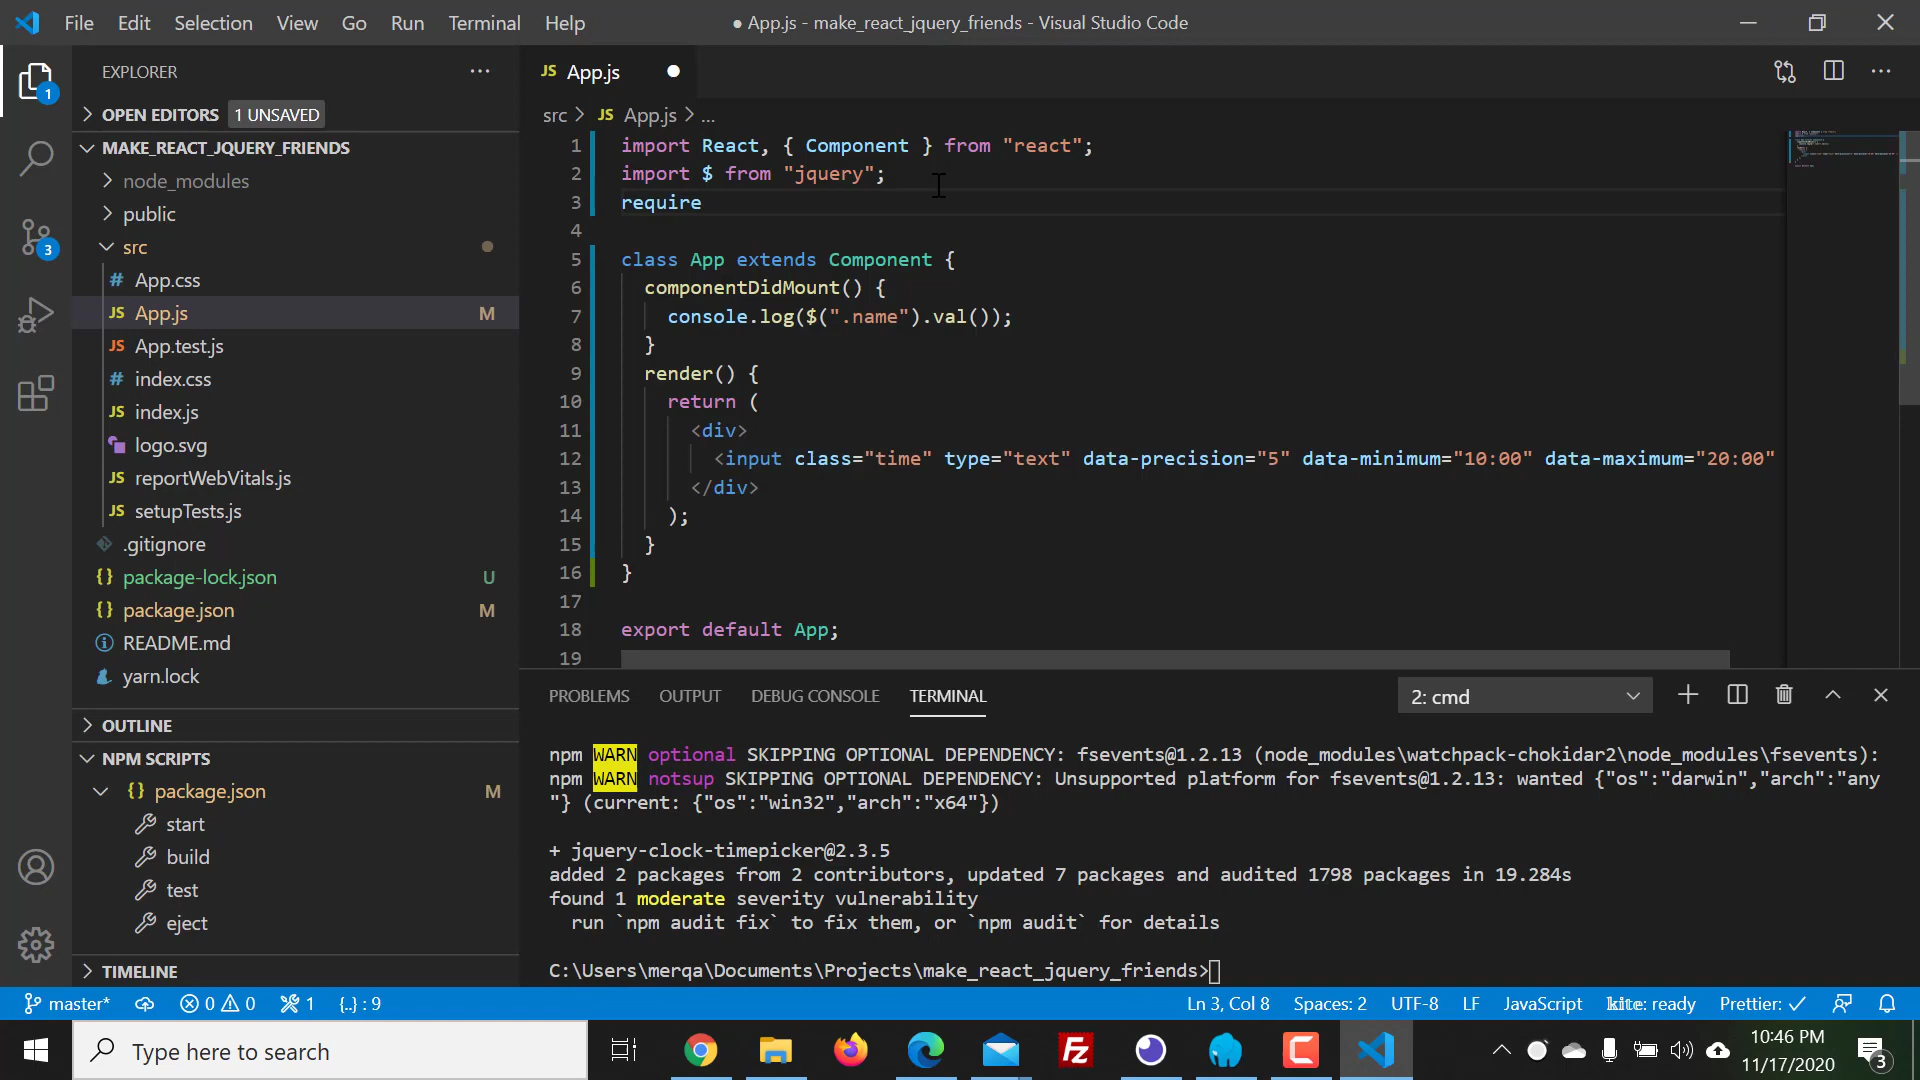 File Edit Selection View Go Run Terminal Help
● App.js - make_react_jquery_friends - Visual Studio Code
EXPLORER
OPEN EDITORS 1 UNSAVED
MAKE_REACT_JQUERY_FRIENDS
node_modules
public
src
# App.css
JS App.js M
JS App.test.js
# index.css
JS index.js
logo.svg
JS reportWebVitals.js
JS setupTests.js
.gitignore
{} package-lock.json U
{} package.json M
README.md
yarn.lock
OUTLINE
NPM SCRIPTS
{} package.json M
start
build
test
eject
TIMELINE
1
3
JS App.js
src > JS App.js > ...
1 import React, { Component } from "react";
2 import $ from "jquery";
3 require
4
5 class App extends Component {
6 componentDidMount() {
7 console.log($(".name").val());
8 }
9 render() {
10 return (
11 <div>
12 <input class="time" type="text" data-precision="5" data-minimum="10:00" data-maximum="20:00"
13 </div>
14 );
15 }
16 }
17
18 export default App;
19
PROBLEMS OUTPUT DEBUG CONSOLE TERMINAL
2: cmd
npm WARN optional SKIPPING OPTIONAL DEPENDENCY: fsevents@1.2.13 (node_modules\watchpack-chokidar2\node_modules\fsevents):
npm WARN notsup SKIPPING OPTIONAL DEPENDENCY: Unsupported platform for fsevents@1.2.13: wanted {"os":"darwin","arch":"any
"} (current: {"os":"win32","arch":"x64"})
+ jquery-clock-timepicker@2.3.5
added 2 packages from 2 contributors, updated 7 packages and audited 1798 packages in 19.284s
found 1 moderate severity vulnerability
run `npm audit fix` to fix them, or `npm audit` for details
C:\Users\merqa\Documents\Projects\make_react_jquery_friends>
master* 0 0 1 {..} : 9
Ln 3, Col 8 Spaces: 2 UTF-8 LF JavaScript kite: ready Prettier: ✓
Type here to search
Fz
10:46 PM
11/17/2020
3